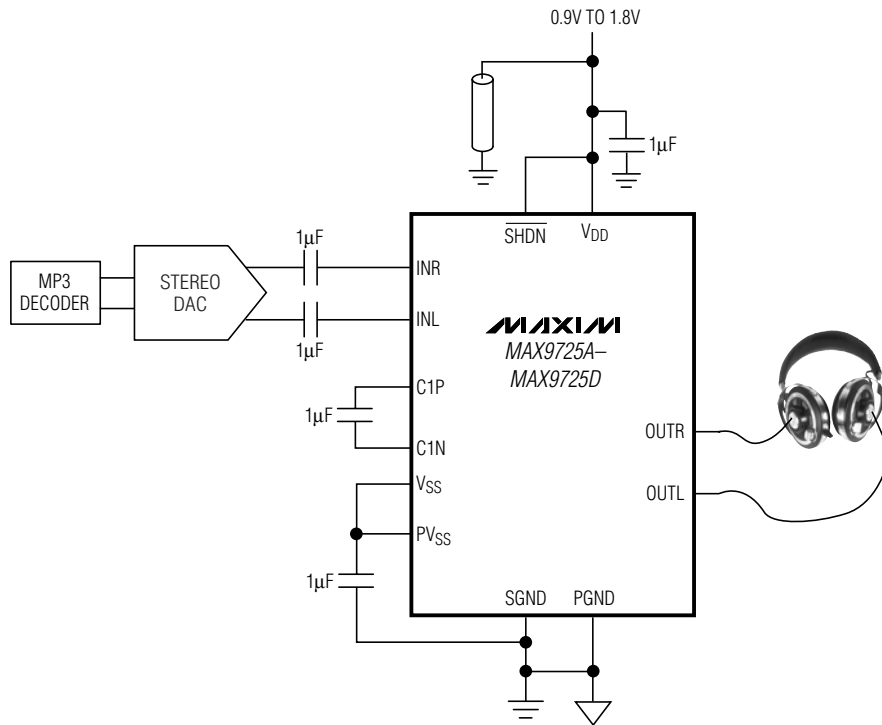 0.9V TO 1.8V
1µF
SHDN
VDD
1µF
MP3
DECODER
STEREO
DAC
INR
INL
1µF
MAXIM
MAX9725A–
MAX9725D
C1P
1µF
C1N
OUTR
VSS
OUTL
PVSS
1µF
SGND
PGND